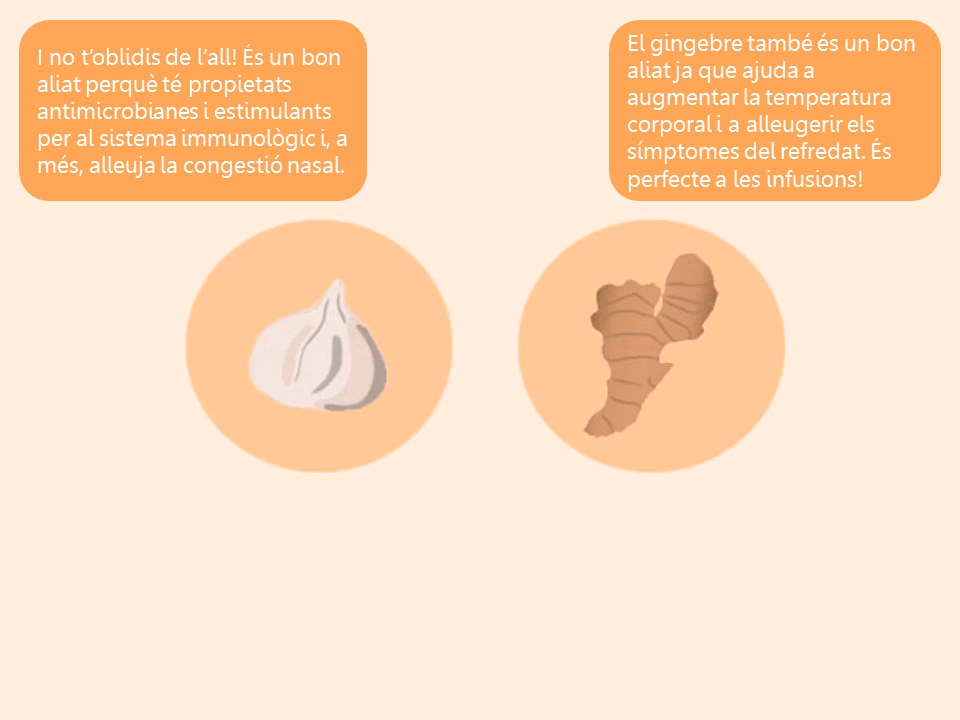 I no t'oblidis de l'all! És un bon
aliat perquè té propietats
antimicrobianes i estimulants
per al sistema immunològic i, a
més, alleuja la congestió nasal.
El gingebre també és un bon
aliat ja que ajuda a
augmentar la temperatura
corporal i a alleugerir els
símptomes del refredat. És
perfecte a les infusions!